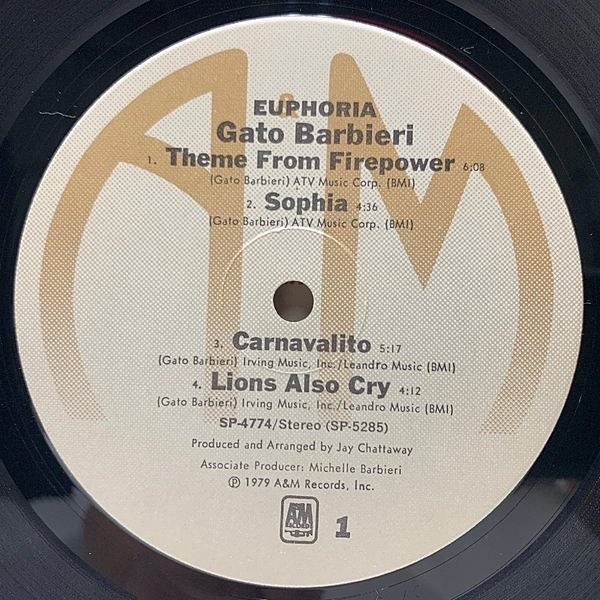 A&M
EUPHORIA
Gato Barbieri
1. Theme From Firepower 6:08
(Gato Barbieri) ATV Music Corp. (BMI)
2. Sophia 4:36
(Gato Barbieri) ATV Music Corp. (BMI)
3. Carnavalito 5:17
(Gato Barbieri) Irving Music, Inc./Leandro Music (BMI)
4. Lions Also Cry 4:12
(Gato Barbieri) Irving Music, Inc./Leandro Music (BMI)
SP-4774/Stereo (SP-5285)
Produced and Arranged by Jay Chattaway
Associate Producer: Michelle Barbieri
℗ 1979 A&M Records, Inc.
A&M
RECORDS
1